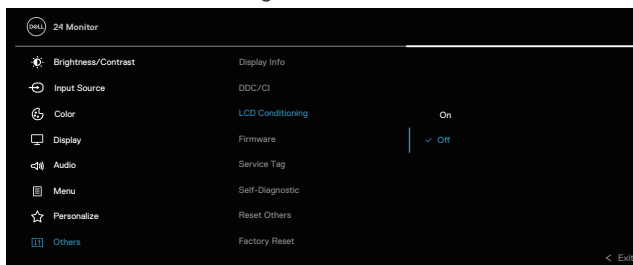 DELL 24 Monitor
Brightness/Contrast Display Info
Input Source DDC/CI
Color LCD Conditioning On
Display Firmware ✓ Off
Audio Service Tag
Menu Self-Diagnostic
Personalize Reset Others
Others Factory Reset
< Exit